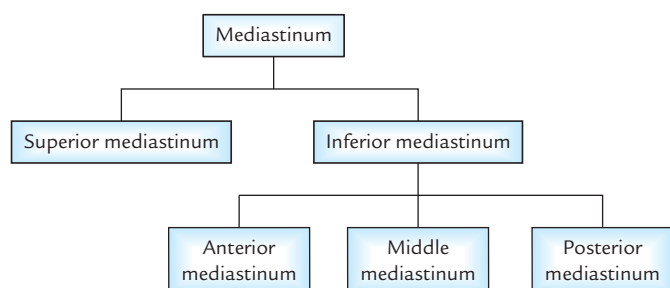 Mediastinum
Superior mediastinum
Inferior mediastinum
Anterior
mediastinum
Middle
mediastinum
Posterior
mediastinum